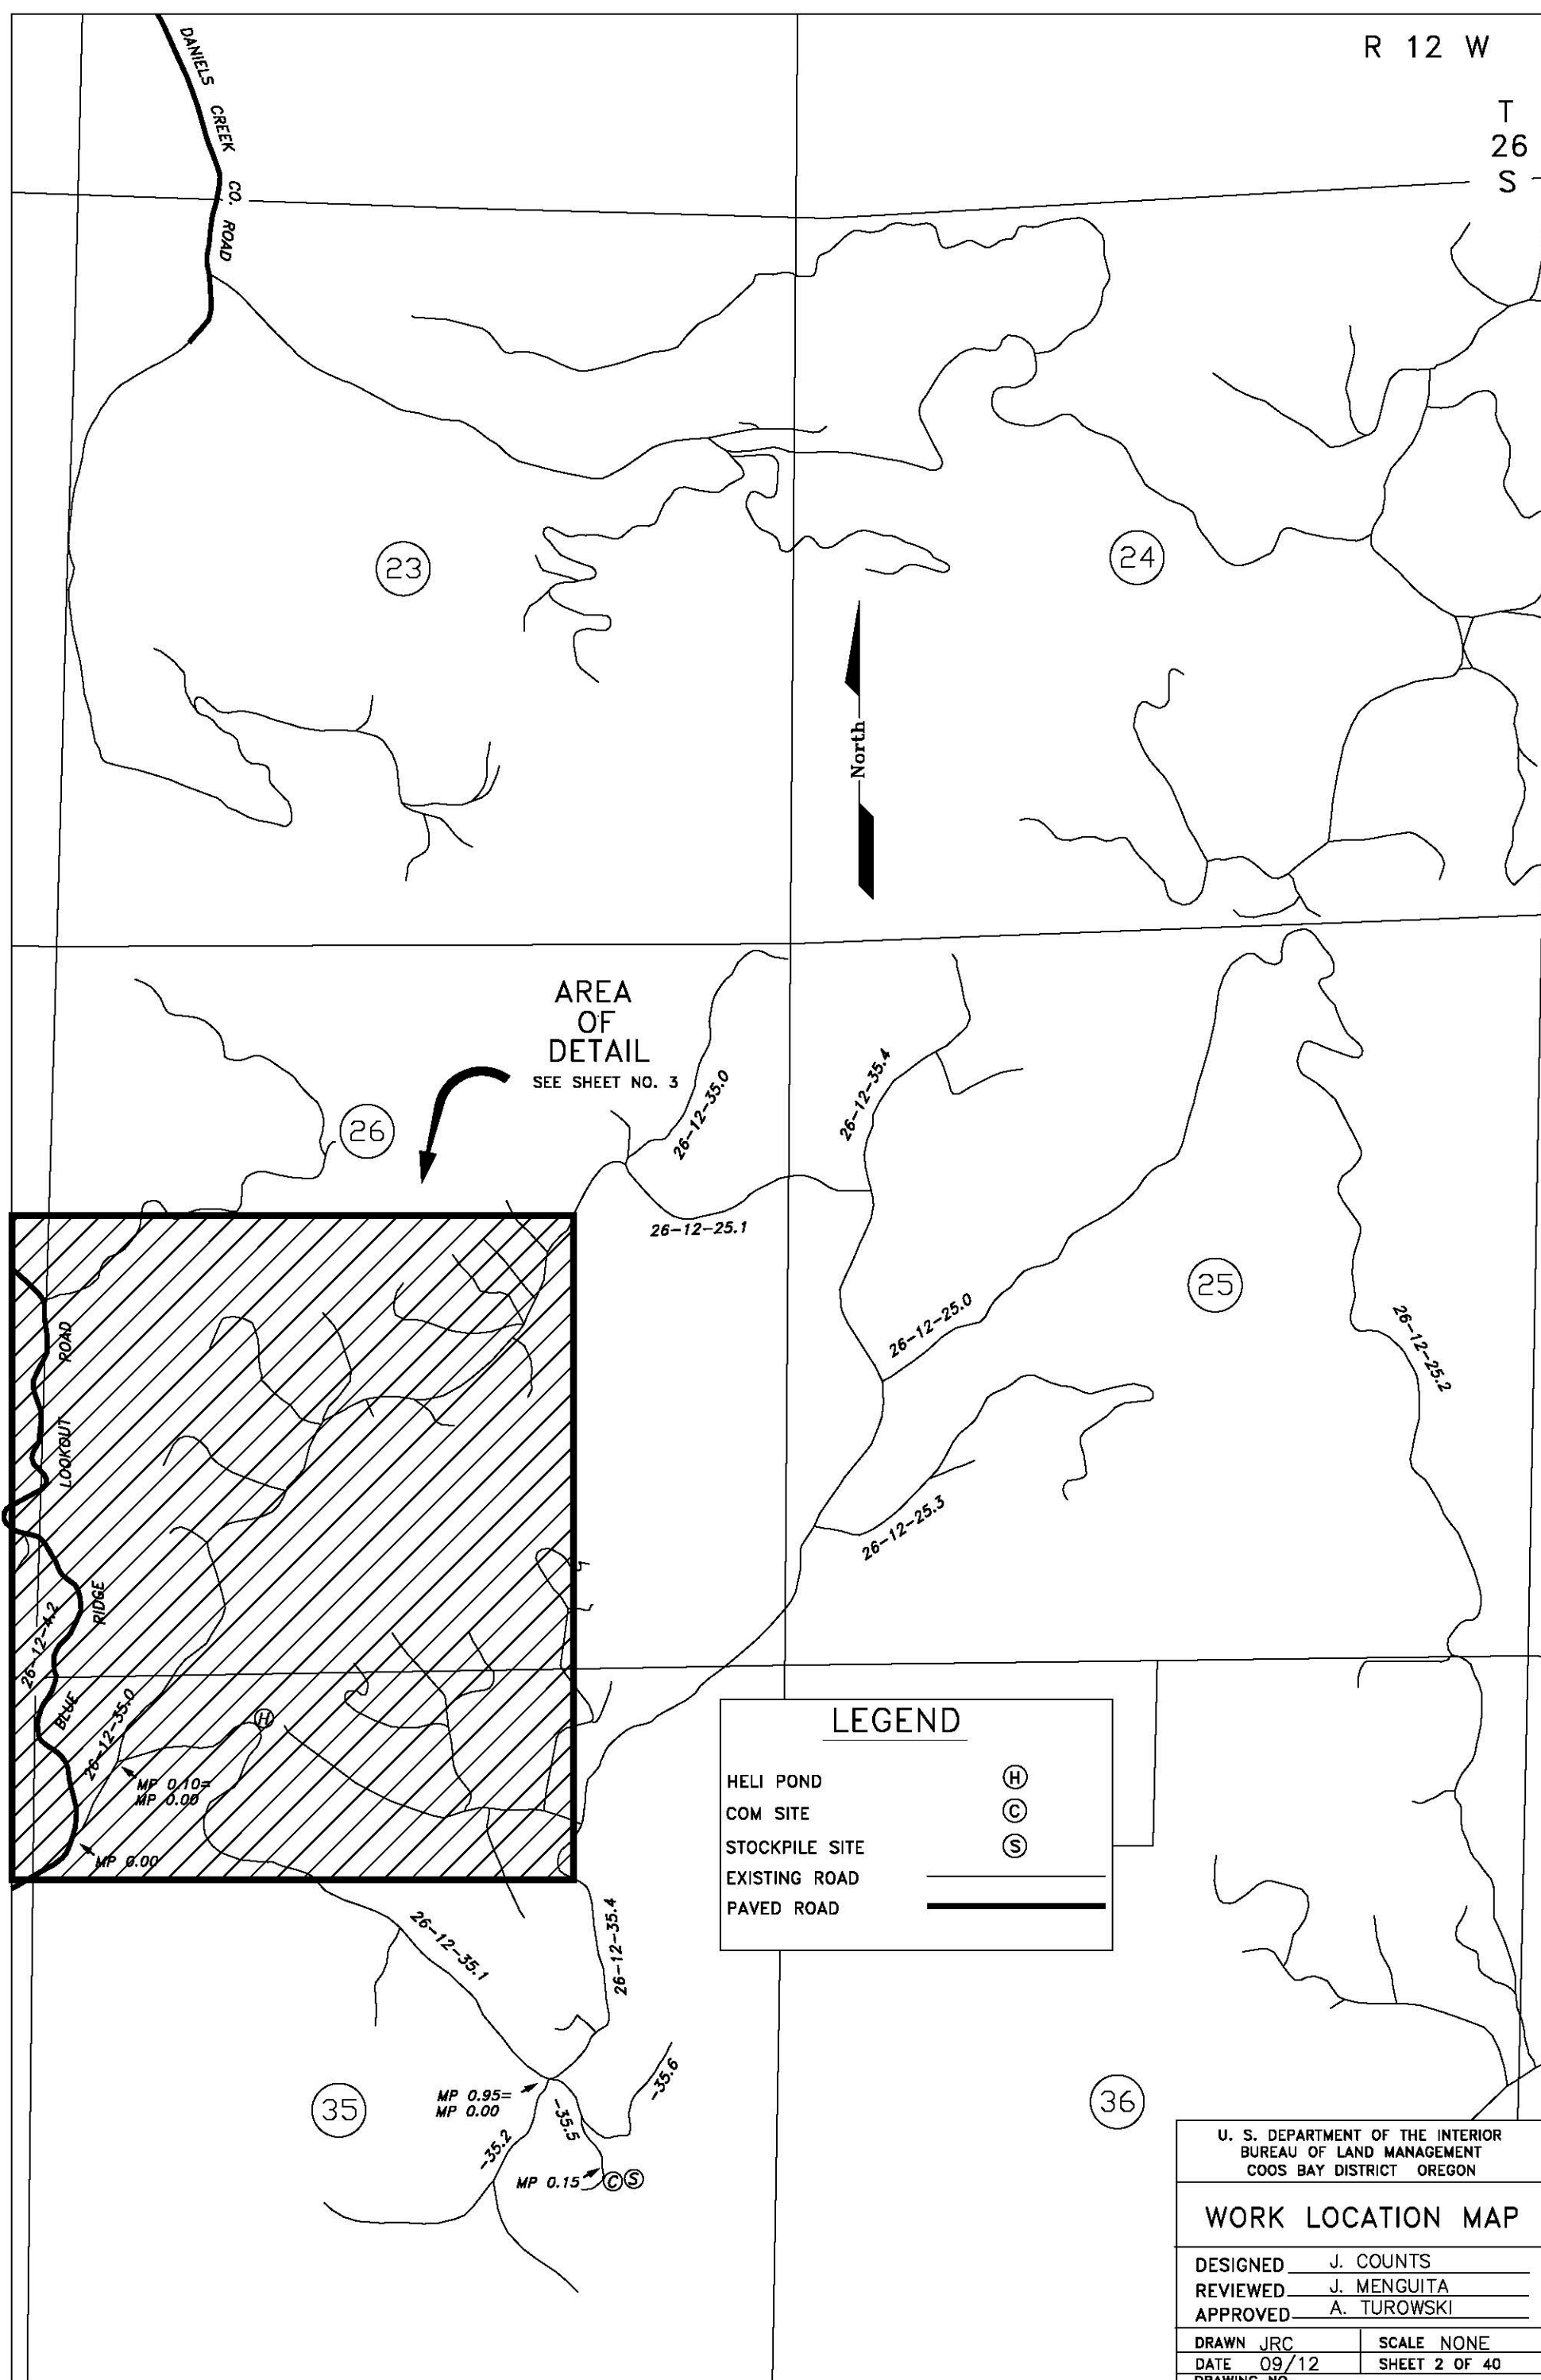 R 12 W
T
26
S
DANIELS CREEK CO. ROAD
23
24
North
AREA
OF
DETAIL
SEE SHEET NO. 3
26
26-12-35.0
26-12-35.4
26-12-25.1
25
26-12-25.0
26-12-25.2
26-12-25.3
BLUE RIDGE LOOKOUT ROAD
26-12-4.2
26-12-35.0
H
MP 0.10=
MP 0.00
MP 0.00
LEGEND
HELI POND H
COM SITE C
STOCKPILE SITE S
EXISTING ROAD
PAVED ROAD
26-12-35.1
26-12-35.4
35
MP 0.95=
MP 0.00
-35.6
-35.5
-35.2
MP 0.15 C S
36
U. S. DEPARTMENT OF THE INTERIOR
BUREAU OF LAND MANAGEMENT
COOS BAY DISTRICT OREGON
WORK LOCATION MAP
DESIGNED J. COUNTS
REVIEWED J. MENGUITA
APPROVED A. TUROWSKI
DRAWN JRC SCALE NONE
DATE 09/12 SHEET 2 OF 40
DRAWING NO.